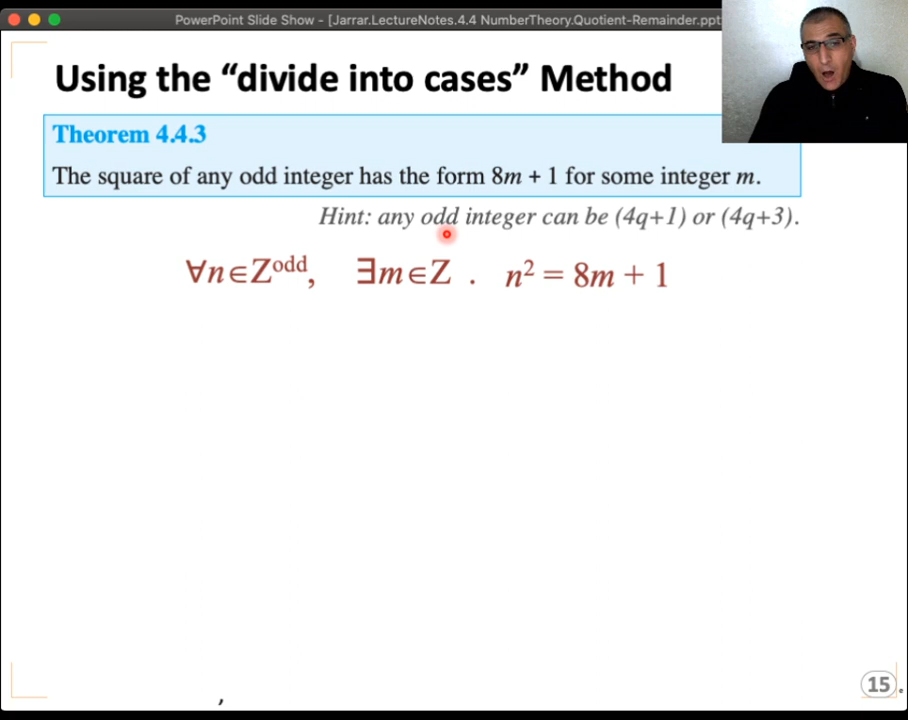 PowerPoint Slide Show - [Jarrar.LectureNotes.4.4 NumberTheory.Quotient-Remainder.ppt
Using the “divide into cases” Method
Theorem 4.4.3
The square of any odd integer has the form 8m + 1 for some integer m.
Hint: any odd integer can be (4q+1) or (4q+3).
∀n∈Zᵒᵈᵈ, ∃m∈Z . n² = 8m + 1
,
15 .